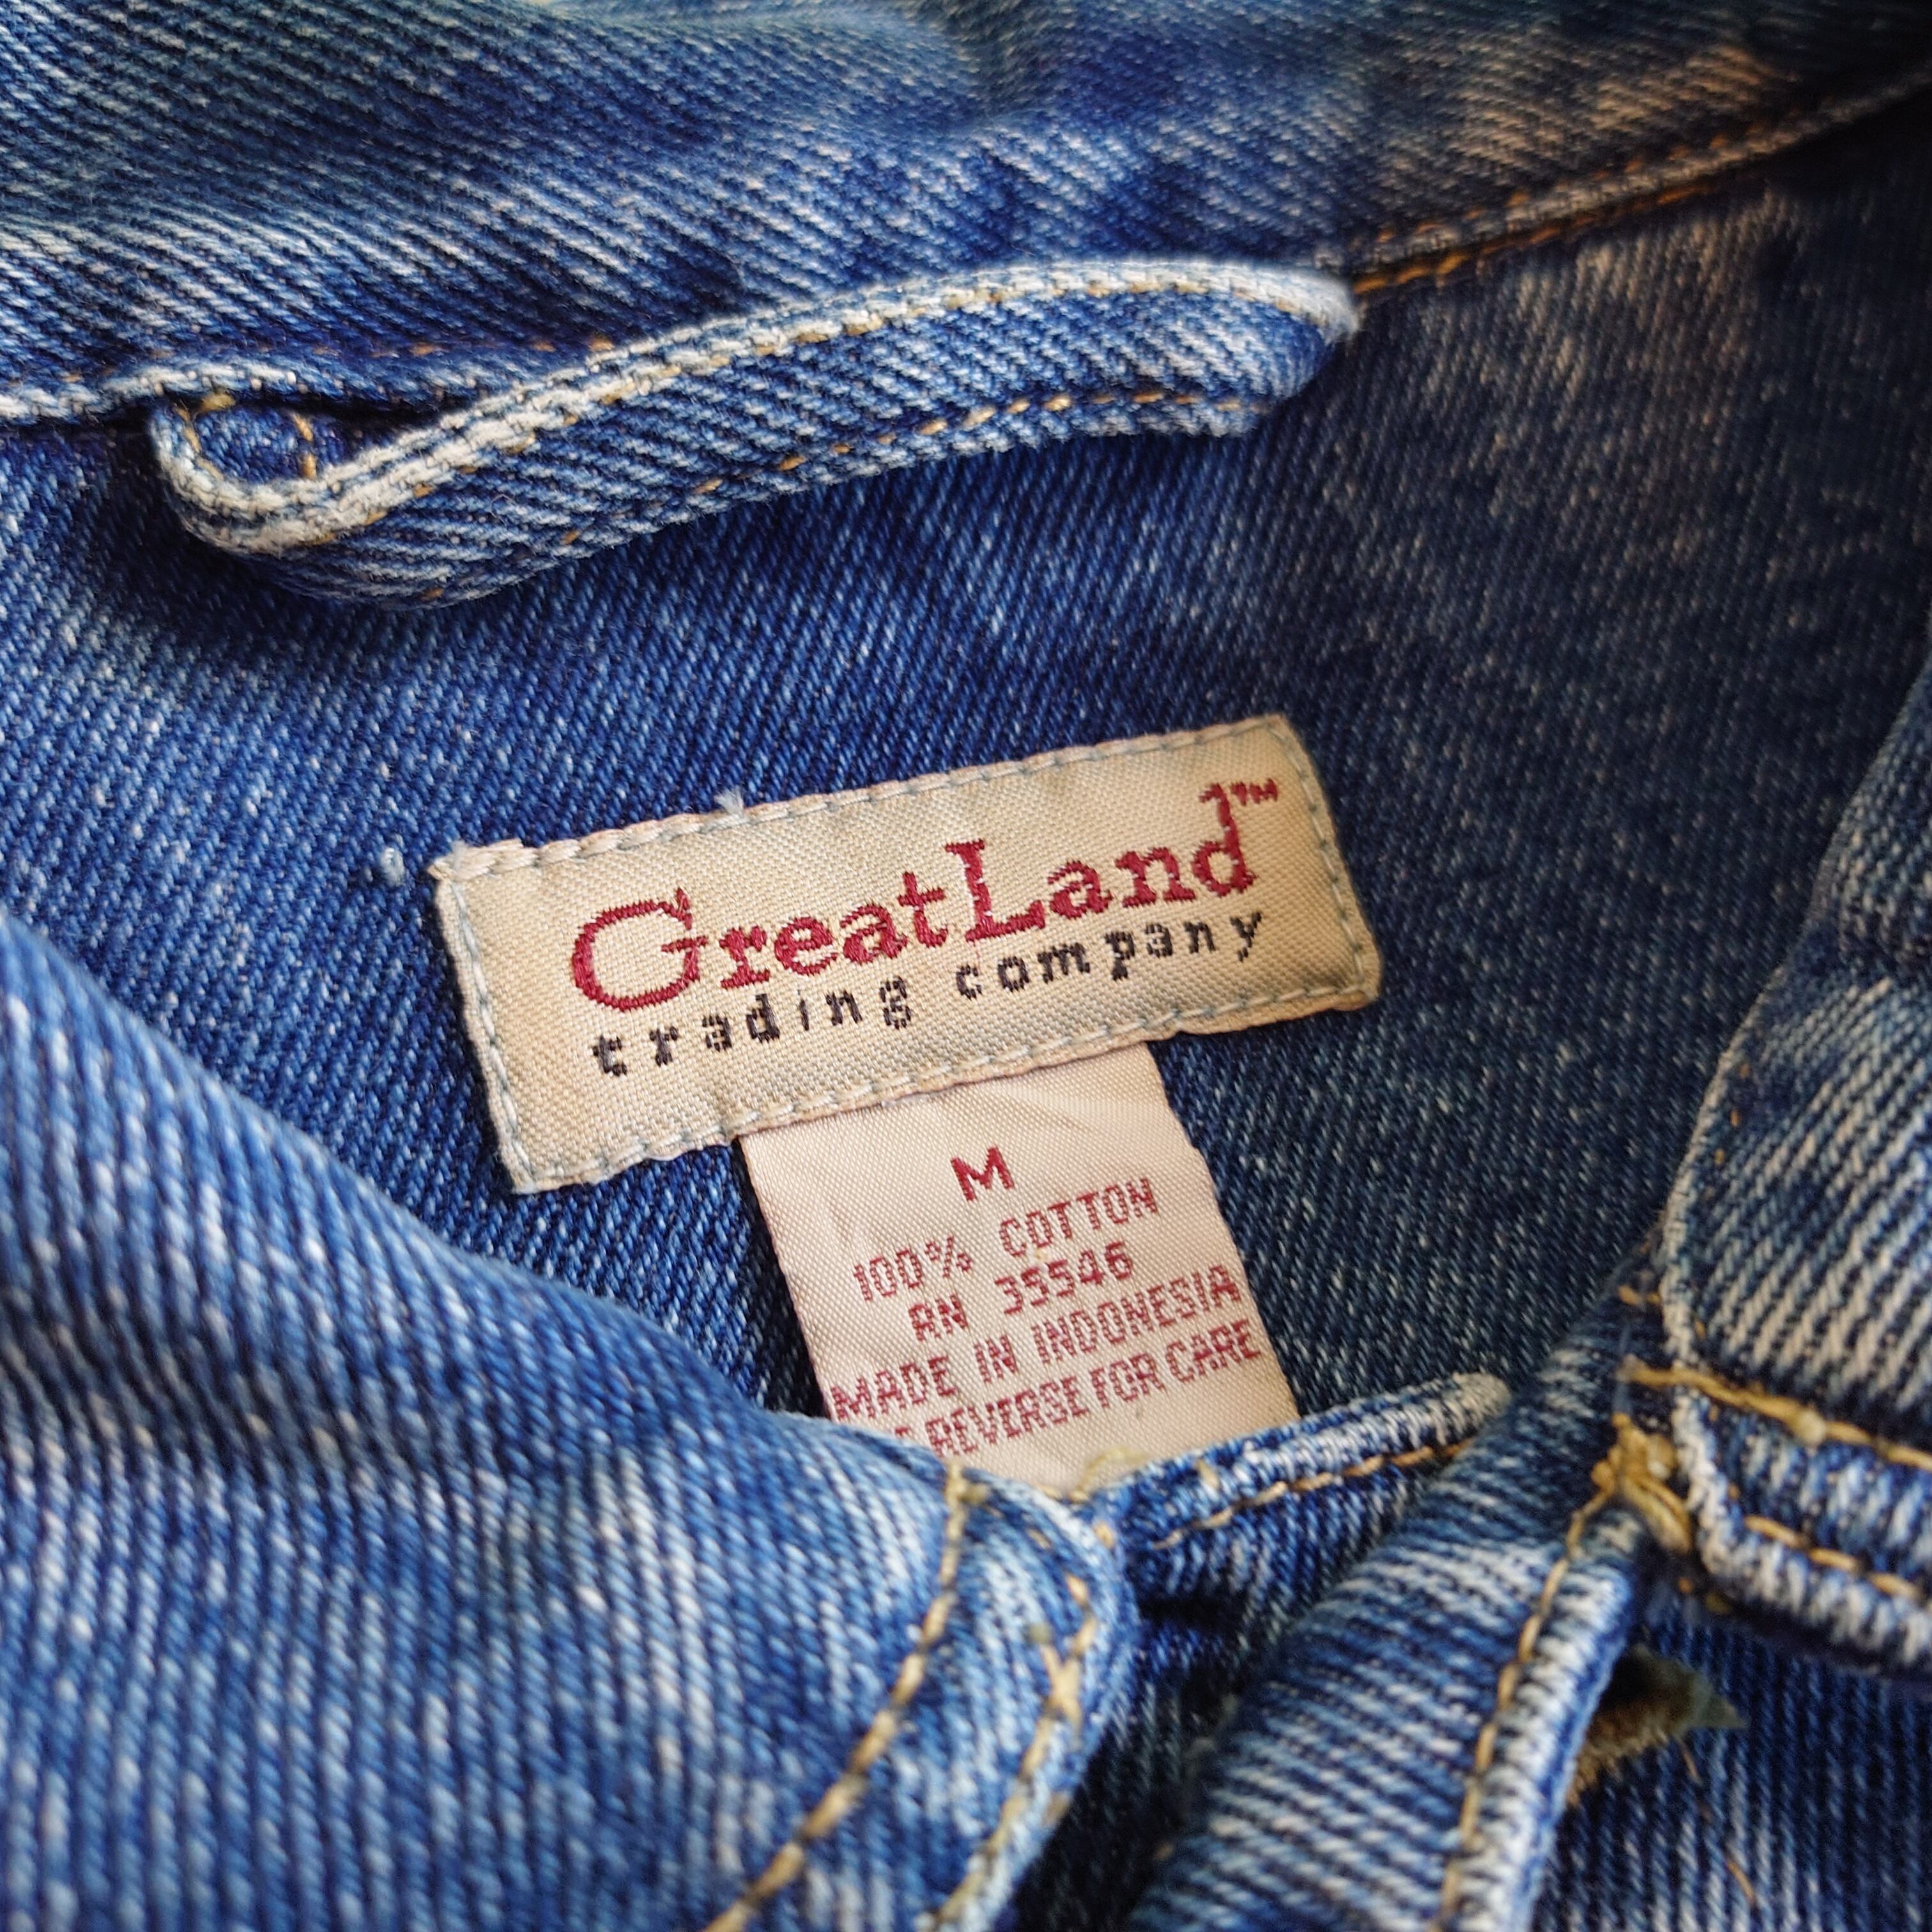 GreatLand™
trading company
M
100% COTTON
RN 35546
MADE IN INDONESIA
REVERSE FOR CARE